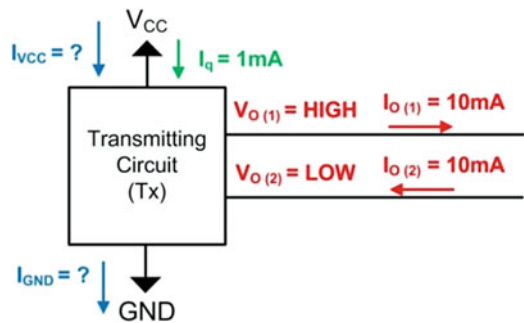 V_CC
I_VCC = ?
I_q = 1mA
V_O (1) = HIGH I_O (1) = 10mA
Transmitting
Circuit
(Tx)
V_O (2) = LOW I_O (2) = 10mA
I_GND = ?
GND